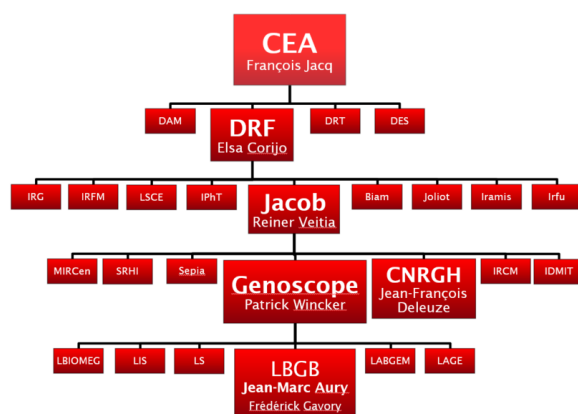 CEA
François Jacq
DAM
DRF
Elsa Corijo
DRT
DES
IRG
IRFM
LSCE
IPhT
Jacob
Reiner Veitia
Biam
Joliot
Iramis
Irfu
MIRCen
SRHI
Sepia
Genoscope
Patrick Wincker
CNRGH
Jean-François
Deleuze
IRCM
IDMIT
LBIOMEG
LIS
LS
LBGB
Jean-Marc Aury
Frédérick Gavory
LABGEM
LAGE